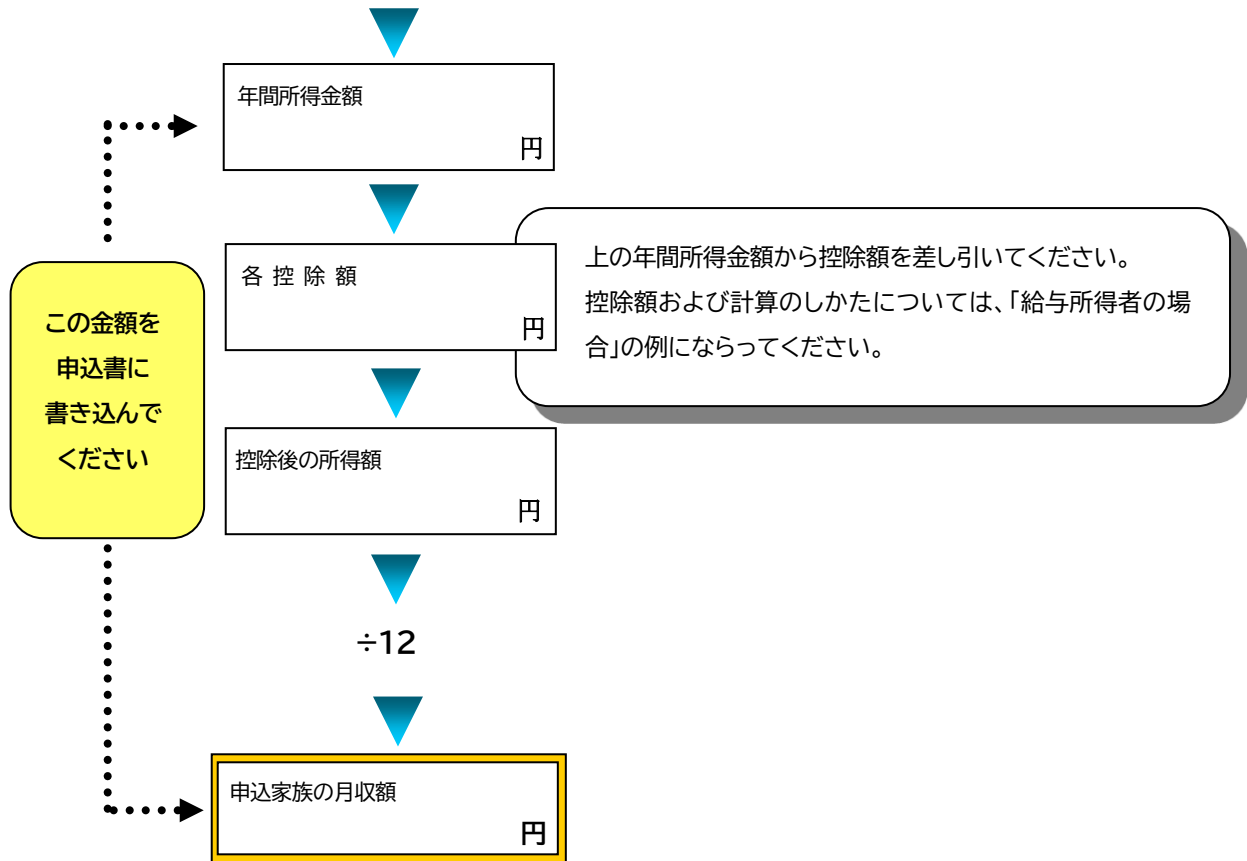 年間所得金額
円
各 控 除 額
円
上の年間所得金額から控除額を差し引いてください。
控除額および計算のしかたについては、「給与所得者の場
合」の例にならってください。
この金額を
申込書に
書き込んで
ください
控除後の所得額
円
÷12
申込家族の月収額
円